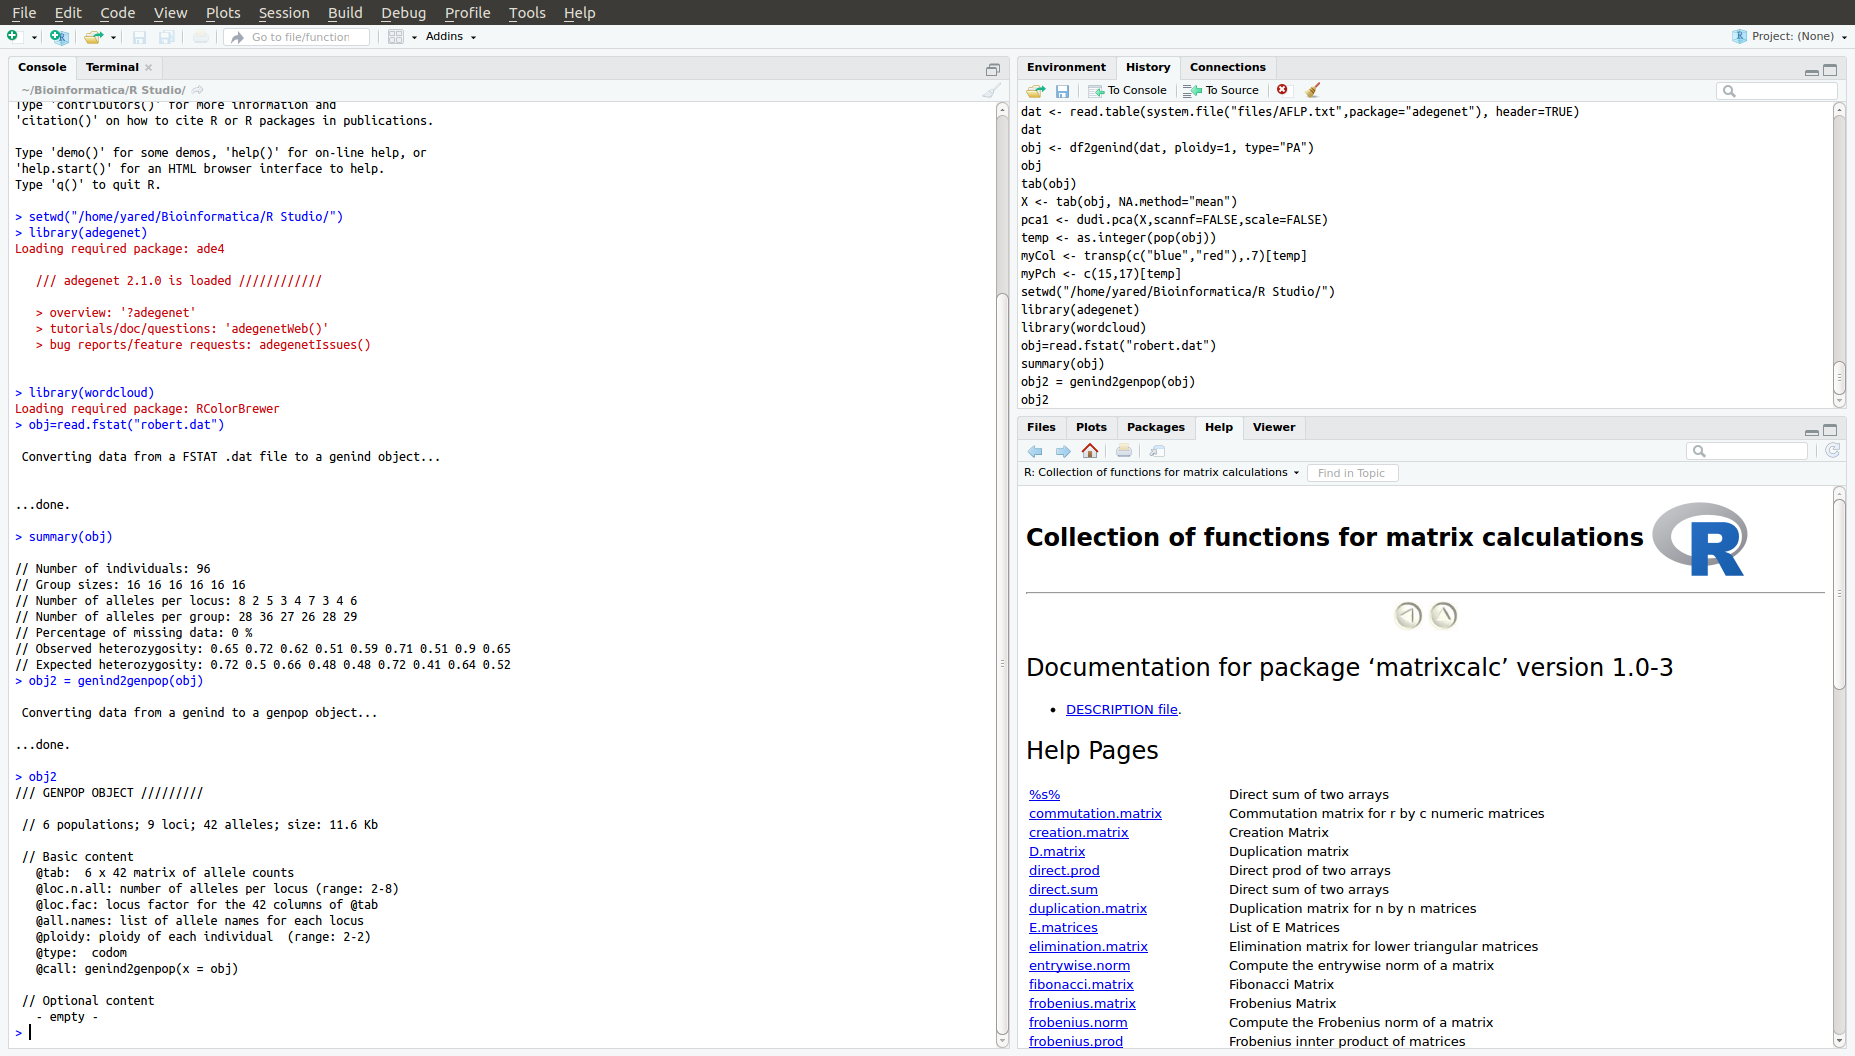 File Edit Code View Plots Session Build Debug Profile Tools Help
Go to file/function Addins Project: (None)
Console Terminal
~/Bioinformatica/R Studio/
Type 'contributors()' for more information and
'citation()' on how to cite R or R packages in publications.
Type 'demo()' for some demos, 'help()' for on-line help, or
'help.start()' for an HTML browser interface to help.
Type 'q()' to quit R.
> setwd("/home/yared/Bioinformatica/R Studio/")
> library(adegenet)
Loading required package: ade4
/// adegenet 2.1.0 is loaded ////////////
> overview: '?adegenet'
> tutorials/doc/questions: 'adegenetWeb()'
> bug reports/feature requests: adegenetIssues()
> library(wordcloud)
Loading required package: RColorBrewer
> obj=read.fstat("robert.dat")
Converting data from a FSTAT .dat file to a genind object...
...done.
> summary(obj)
// Number of individuals: 96
// Group sizes: 16 16 16 16 16 16
// Number of alleles per locus: 8 2 5 3 4 7 3 4 6
// Number of alleles per group: 28 36 27 26 28 29
// Percentage of missing data: 0 %
// Observed heterozygosity: 0.65 0.72 0.62 0.51 0.59 0.71 0.51 0.9 0.65
// Expected heterozygosity: 0.72 0.5 0.66 0.48 0.48 0.72 0.41 0.64 0.52
> obj2 = genind2genpop(obj)
Converting data from a genind to a genpop object...
...done.
> obj2
/// GENPOP OBJECT /////////
// 6 populations; 9 loci; 42 alleles; size: 11.6 Kb
// Basic content
@tab:  6 x 42 matrix of allele counts
@loc.n.all: number of alleles per locus (range: 2-8)
@loc.fac: locus factor for the 42 columns of @tab
@all.names: list of allele names for each locus
@ploidy: ploidy of each individual  (range: 2-2)
@type:  codom
@call: genind2genpop(x = obj)
// Optional content
- empty -
>
Environment History Connections
To Console To Source
dat <- read.table(system.file("files/AFLP.txt",package="adegenet"), header=TRUE)
dat
obj <- df2genind(dat, ploidy=1, type="PA")
obj
tab(obj)
X <- tab(obj, NA.method="mean")
pca1 <- dudi.pca(X,scannf=FALSE,scale=FALSE)
temp <- as.integer(pop(obj))
myCol <- transp(c("blue","red"),.7)[temp]
myPch <- c(15,17)[temp]
setwd("/home/yared/Bioinformatica/R Studio/")
library(adegenet)
library(wordcloud)
obj=read.fstat("robert.dat")
summary(obj)
obj2 = genind2genpop(obj)
obj2
Files Plots Packages Help Viewer
R: Collection of functions for matrix calculations Find in Topic
Collection of functions for matrix calculations R
Documentation for package ‘matrixcalc’ version 1.0-3
• DESCRIPTION file.
Help Pages
%s% Direct sum of two arrays
commutation.matrix Commutation matrix for r by c numeric matrices
creation.matrix Creation Matrix
D.matrix Duplication matrix
direct.prod Direct prod of two arrays
direct.sum Direct sum of two arrays
duplication.matrix Duplication matrix for n by n matrices
E.matrices List of E Matrices
elimination.matrix Elimination matrix for lower triangular matrices
entrywise.norm Compute the entrywise norm of a matrix
fibonacci.matrix Fibonacci Matrix
frobenius.matrix Frobenius Matrix
frobenius.norm Compute the Frobenius norm of a matrix
frobenius.prod Frobenius innter product of matrices